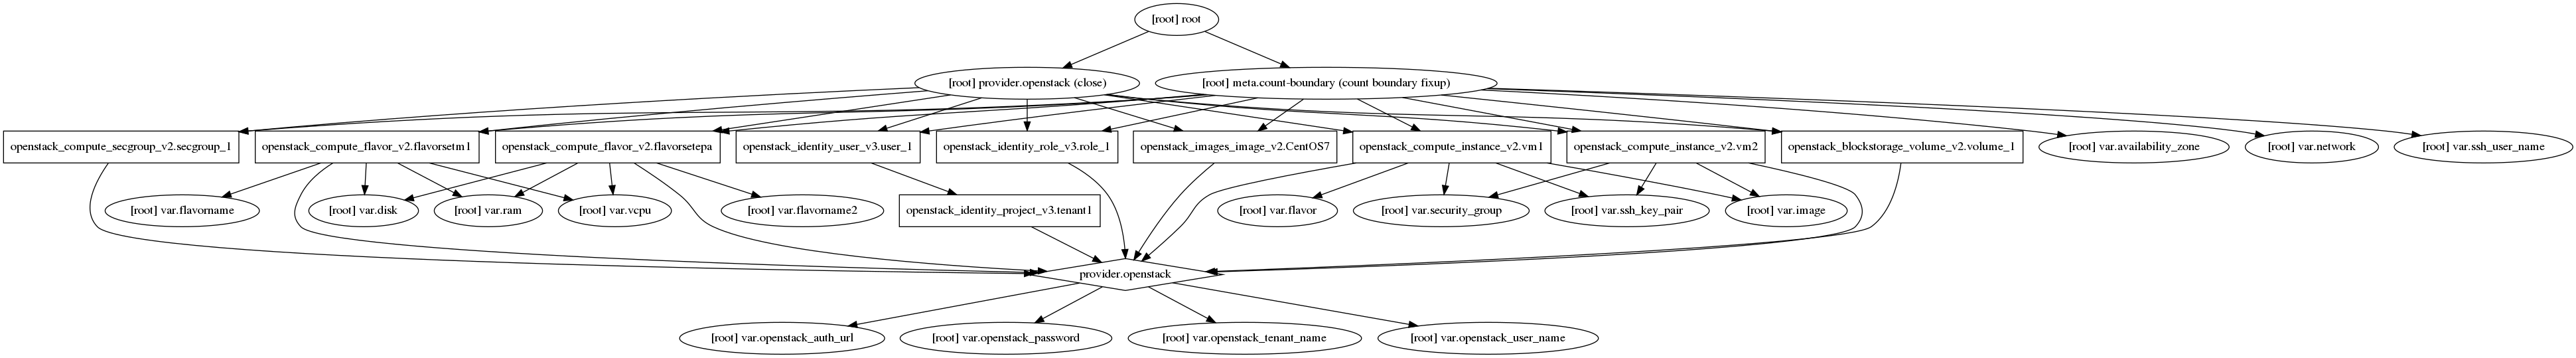 [root] root
[root] provider.openstack (close)
[root] meta.count-boundary (count boundary fixup)
openstack_compute_secgroup_v2.secgroup_1
openstack_compute_flavor_v2.flavorsetm1
openstack_compute_flavor_v2.flavorsetepa
openstack_identity_user_v3.user_1
openstack_identity_role_v3.role_1
openstack_images_image_v2.CentOS7
openstack_compute_instance_v2.vm1
openstack_compute_instance_v2.vm2
openstack_blockstorage_volume_v2.volume_1
[root] var.availability_zone
[root] var.network
[root] var.ssh_user_name
[root] var.flavorname
[root] var.disk
[root] var.ram
[root] var.vcpu
[root] var.flavorname2
openstack_identity_project_v3.tenant1
[root] var.flavor
[root] var.security_group
[root] var.ssh_key_pair
[root] var.image
provider.openstack
[root] var.openstack_auth_url
[root] var.openstack_password
[root] var.openstack_tenant_name
[root] var.openstack_user_name